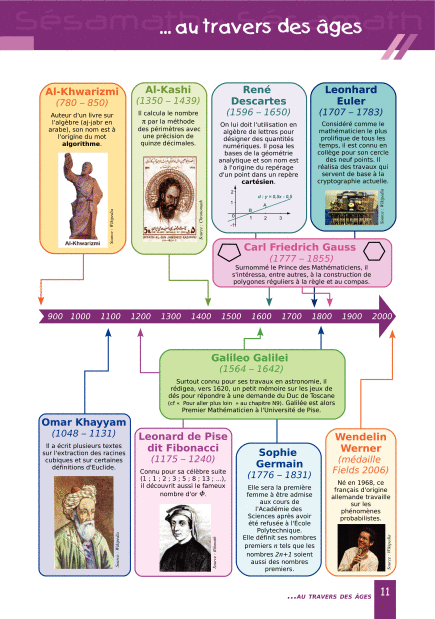 Sésamath
... au travers des âges
Al-Khwarizmi
(780 – 850)
Auteur d'un livre sur
l'algèbre (aj-jabr en
arabe), son nom est à
l'origine du mot
algorithme.
Al-Khwarizmi
Source : Wikipédia
Al-Kashi
(1350 – 1439)
Il calcula le nombre
π par la méthode
des périmètres avec
une précision de
quinze décimales.
René
Descartes
(1596 – 1650)
On lui doit l'utilisation en
algèbre de lettres pour
désigner des quantités
numériques. Il posa les
bases de la géométrie
analytique et son nom est
à l'origine du repérage
d'un point dans un repère
cartésien.
Leonhard
Euler
(1707 – 1783)
Considéré comme le
mathématicien le plus
prolifique de tous les
temps, il est connu en
collège pour son cercle
des neuf points. Il
réalisa des travaux qui
servent de base à la
cryptographie actuelle.
Source : Wikipédia
Carl Friedrich Gauss
(1777 – 1855)
Surnommé le Prince des Mathématiciens, il
s'intéressa, entre autres, à la construction de
polygones réguliers à la règle et au compas.
900 1000 1100 1200 1300 1400 1500 1600 1700 1800 1900 2000
Galileo Galilei
(1564 – 1642)
Surtout connu pour ses travaux en astronomie, il
rédigea, vers 1620, un petit mémoire sur les jeux de
dés pour répondre à une demande du Duc de Toscane
(cf « Pour aller plus loin » au chapitre N9). Galilée est alors
Premier Mathématicien à l'Université de Pise.
Omar Khayyam
(1048 – 1131)
Il a écrit plusieurs textes
sur l'extraction des racines
cubiques et sur certaines
définitions d'Euclide.
Source : Wikipédia
Leonard de Pise
dit Fibonacci
(1175 – 1240)
Connu pour sa célèbre suite
(1 ; 1 ; 2 ; 3 ; 5 ; 8 ; 13 ; ...),
il découvrit aussi le fameux
nombre d'or Φ.
Sophie
Germain
(1776 – 1831)
Elle sera la première
femme à être admise
aux cours de
l'Académie des
Sciences après avoir
été refusée à l'École
Polytechnique.
Elle définit ses nombres
premiers n tels que les
nombres 2n+1 soient
aussi des nombres
premiers.
Wendelin
Werner
(médaille
Fields 2006)
Né en 1968, ce
français d'origine
allemande travaille
sur les
phénomènes
probabilistes.
Source : Wikipédia
...AU TRAVERS DES ÂGES
11